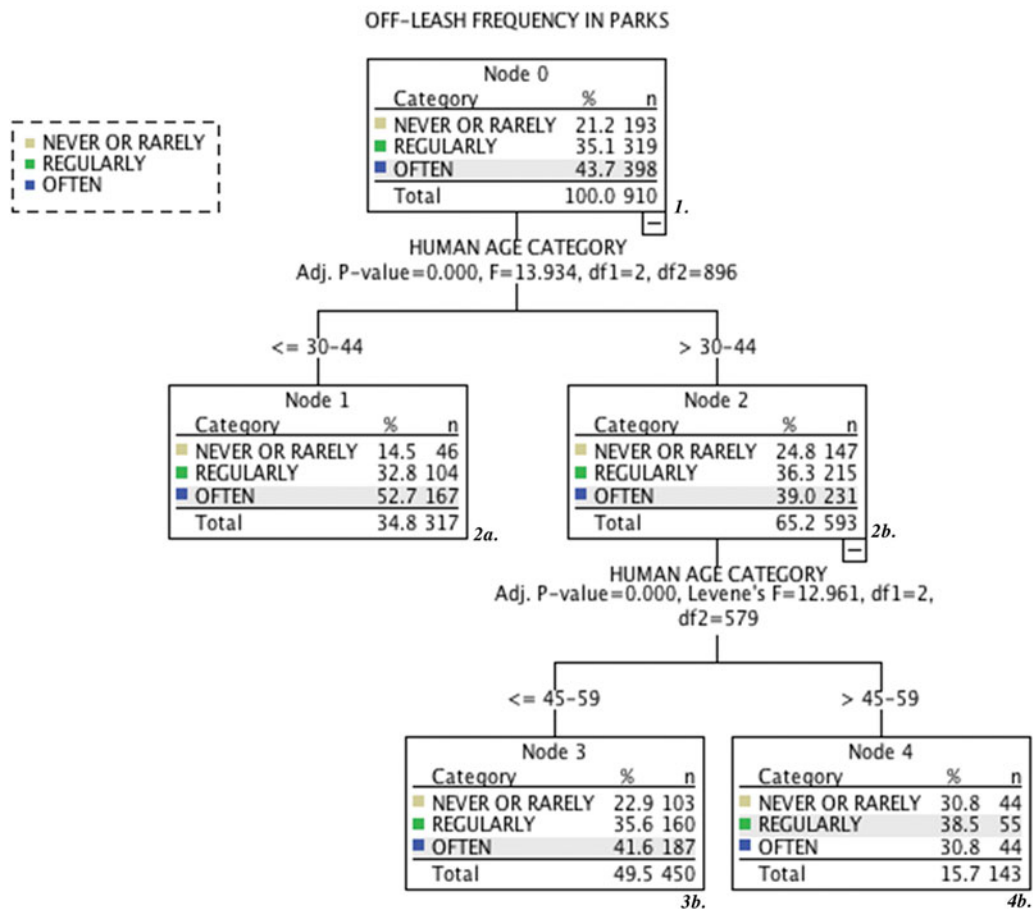 OFF-LEASH FREQUENCY IN PARKS
NEVER OR RARELY
REGULARLY
OFTEN
Node 0
Category % n
NEVER OR RARELY 21.2 193
REGULARLY 35.1 319
OFTEN 43.7 398
Total 100.0 910
1.
HUMAN AGE CATEGORY
Adj. P-value=0.000, F=13.934, df1=2, df2=896
<= 30-44
> 30-44
Node 1
Category % n
NEVER OR RARELY 14.5 46
REGULARLY 32.8 104
OFTEN 52.7 167
Total 34.8 317
2a.
Node 2
Category % n
NEVER OR RARELY 24.8 147
REGULARLY 36.3 215
OFTEN 39.0 231
Total 65.2 593
2b.
HUMAN AGE CATEGORY
Adj. P-value=0.000, Levene's F=12.961, df1=2,
df2=579
<= 45-59
> 45-59
Node 3
Category % n
NEVER OR RARELY 22.9 103
REGULARLY 35.6 160
OFTEN 41.6 187
Total 49.5 450
3b.
Node 4
Category % n
NEVER OR RARELY 30.8 44
REGULARLY 38.5 55
OFTEN 30.8 44
Total 15.7 143
4b.